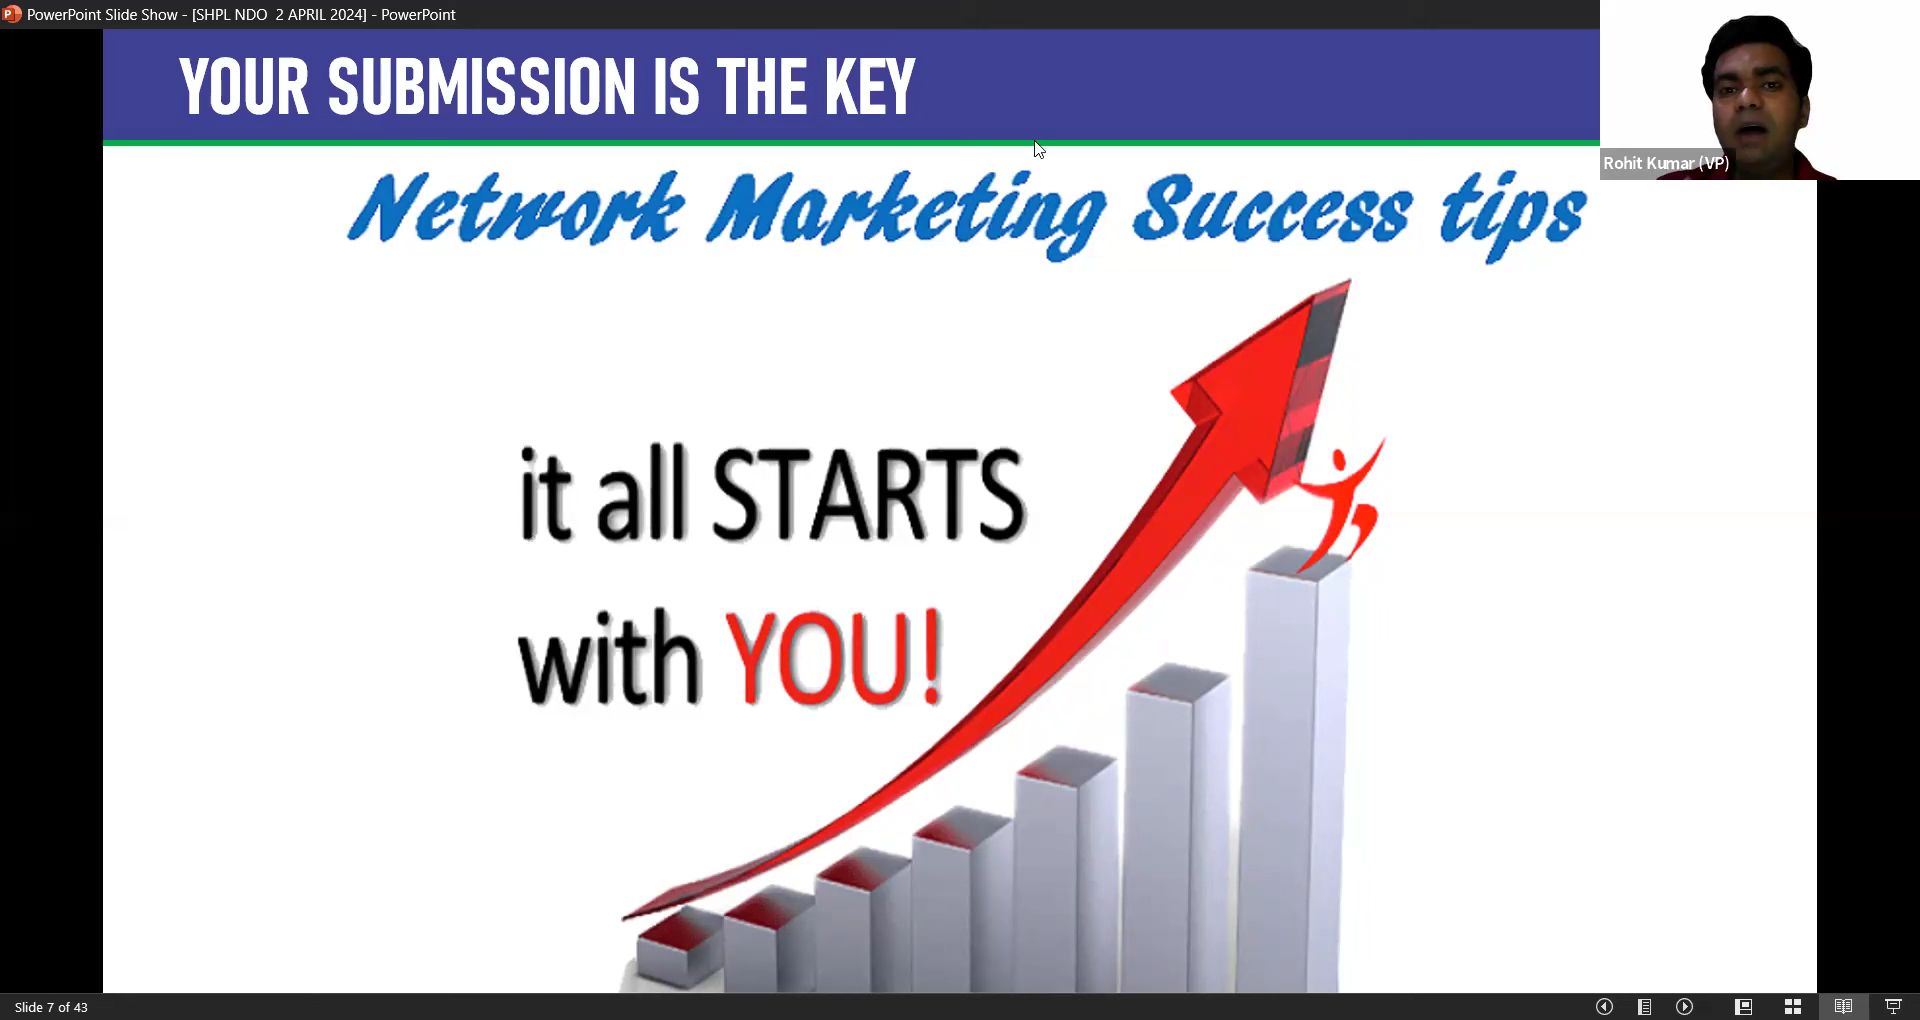 PowerPoint Slide Show - [SHPL NDO  2 APRIL 2024] - PowerPoint
YOUR SUBMISSION IS THE KEY
Rohit Kumar (VP)
Network Marketing Success tips
it all STARTS
with YOU!
Slide 7 of 43